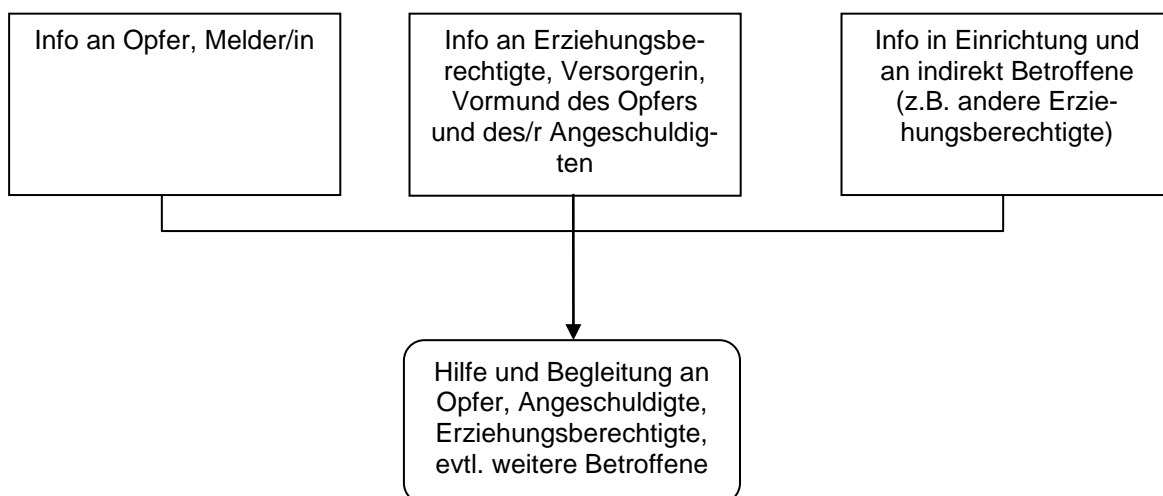 Info an Opfer, Melder/in
Info an Erziehungsbe-
rechtigte, Versorgerin,
Vormund des Opfers
und des/r Angeschuldig-
ten
Info in Einrichtung und
an indirekt Betroffene
(z.B. andere Erzie-
hungsberechtigte)
Hilfe und Begleitung an
Opfer, Angeschuldigte,
Erziehungsberechtigte,
evtl. weitere Betroffene